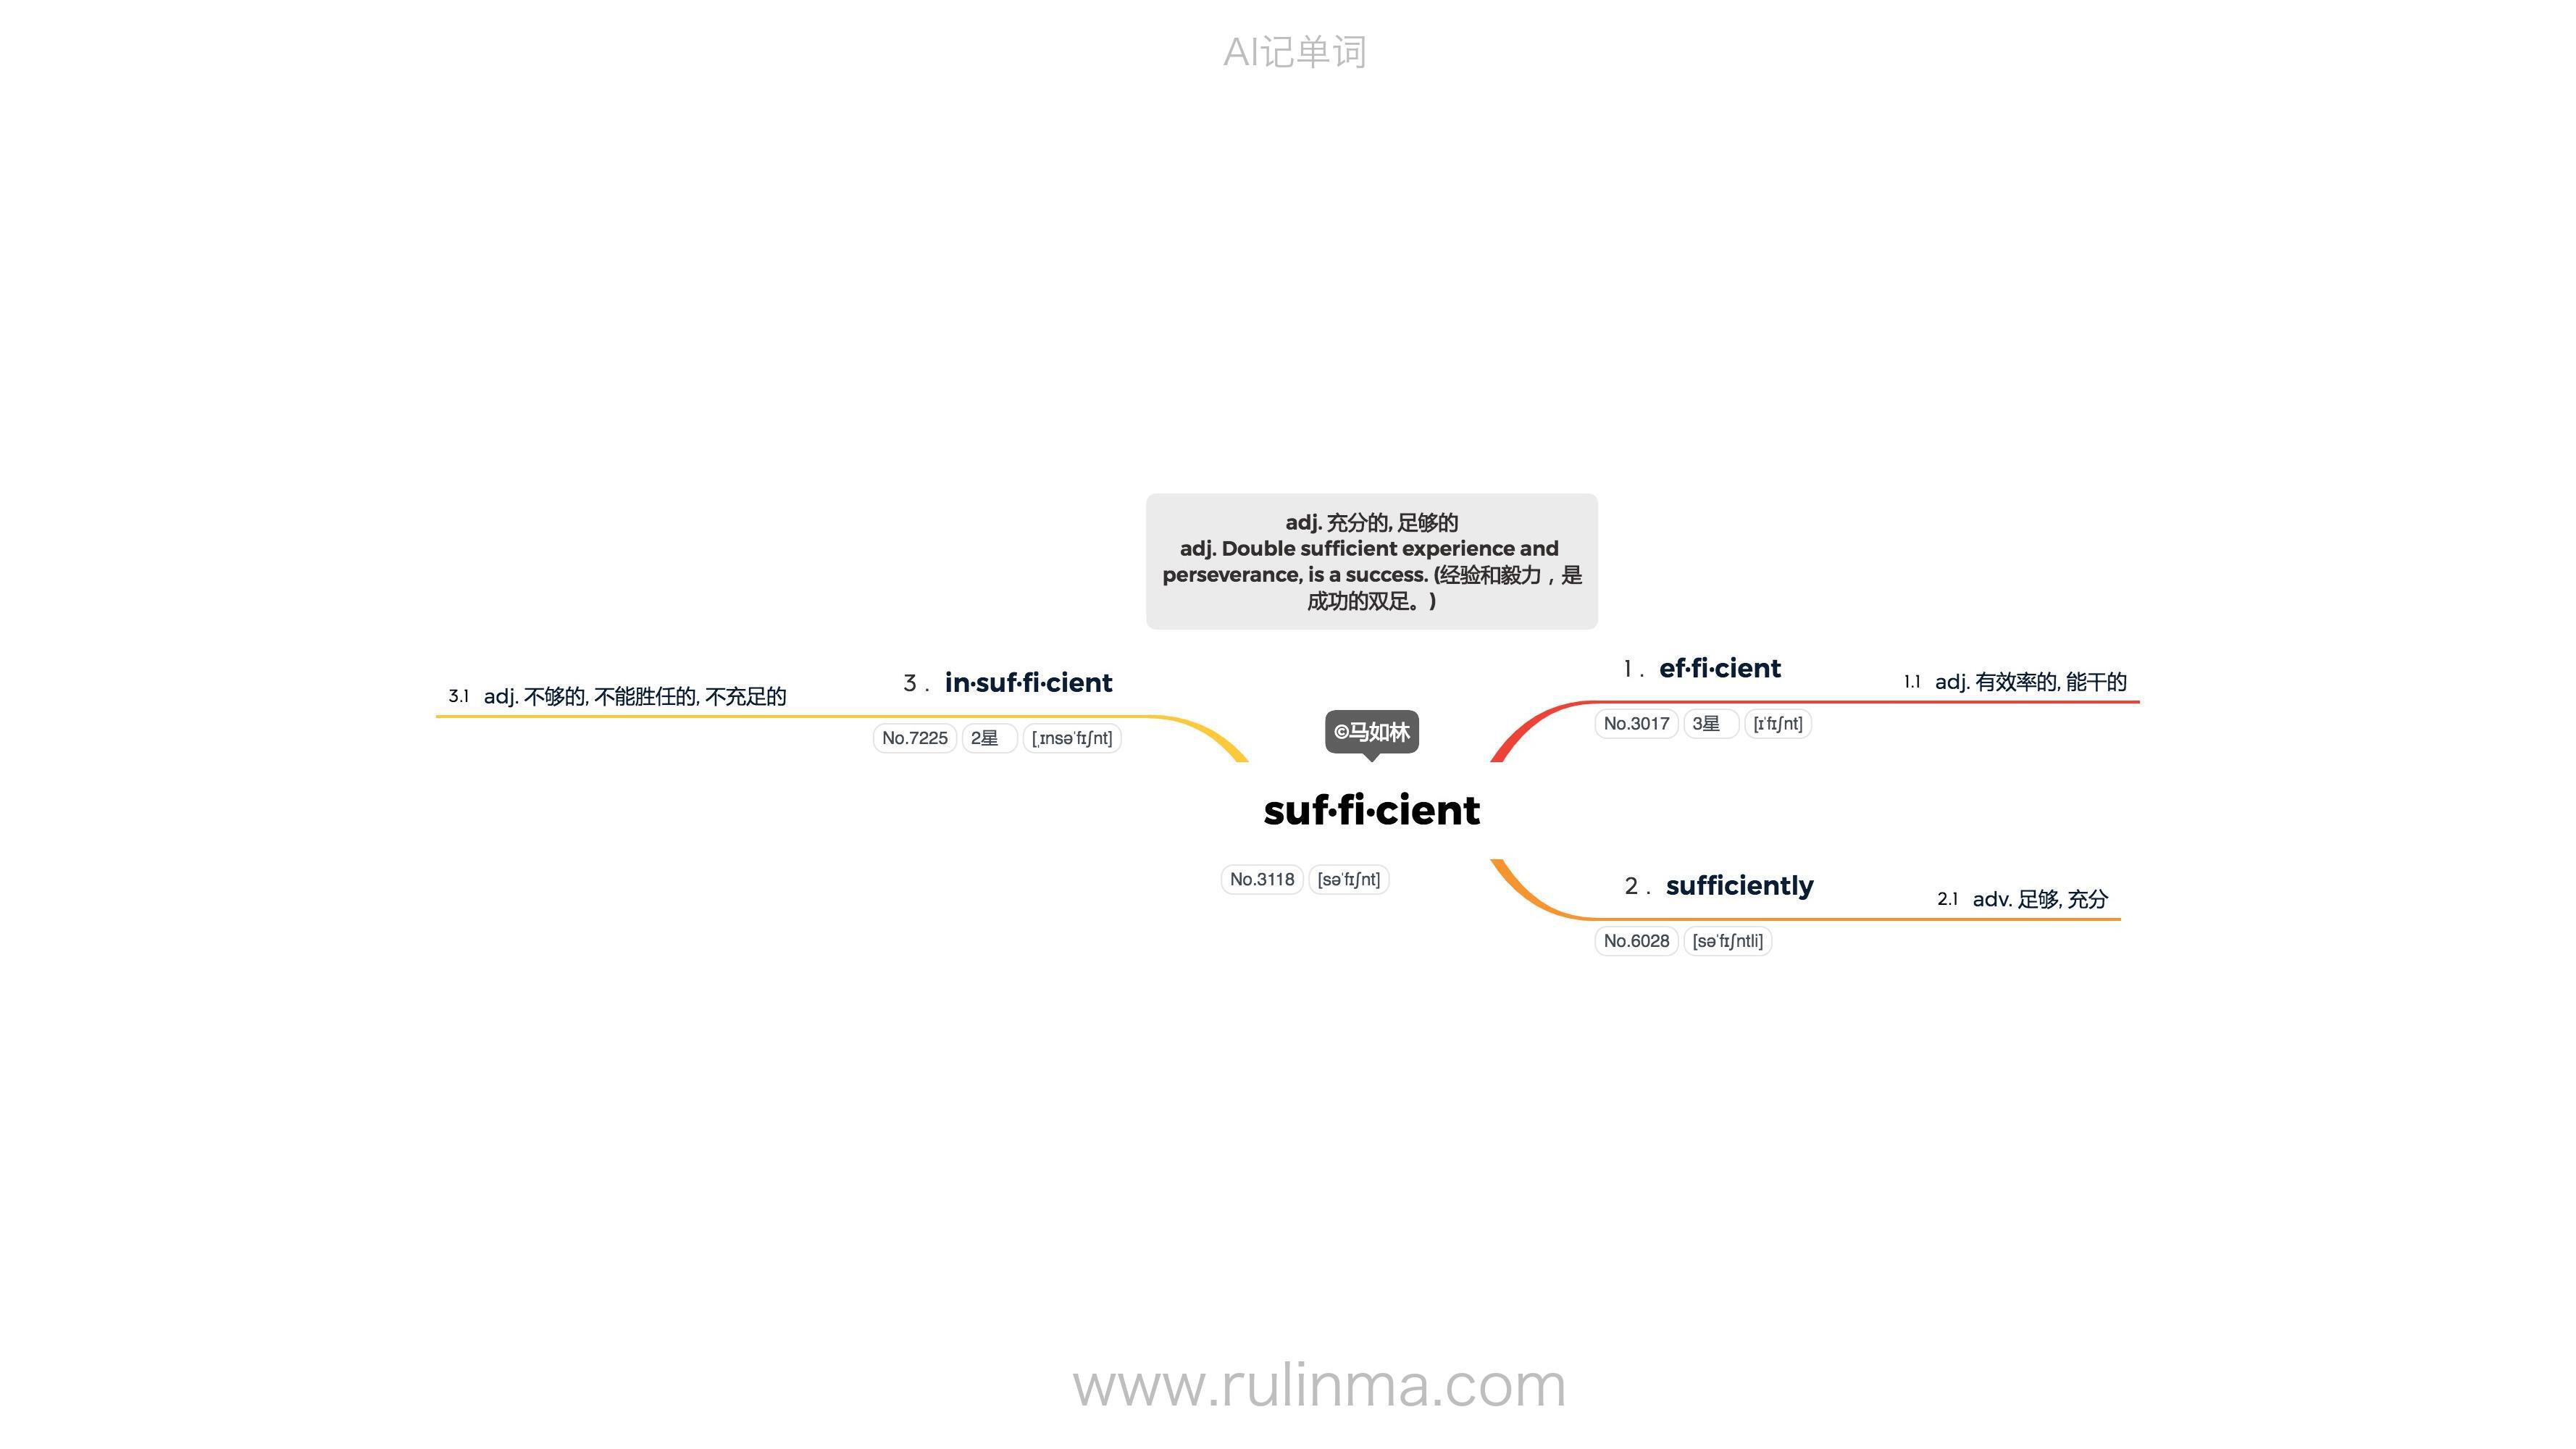 AI记单词
adj. 充分的, 足够的
adj. Double sufficient experience and
perseverance, is a success. (经验和毅力，是
成功的双足。)
©马如林
suf·fi·cient
No.3118 [səˈfɪʃnt]
1. ef·fi·cient
No.3017 3星 [ɪˈfɪʃnt]
1.1 adj. 有效率的, 能干的
2. sufficiently
No.6028 [səˈfɪʃntli]
2.1 adv. 足够, 充分
3. in·suf·fi·cient
No.7225 2星 [ˌɪnsəˈfɪʃnt]
3.1 adj. 不够的, 不能胜任的, 不充足的
www.rulinma.com